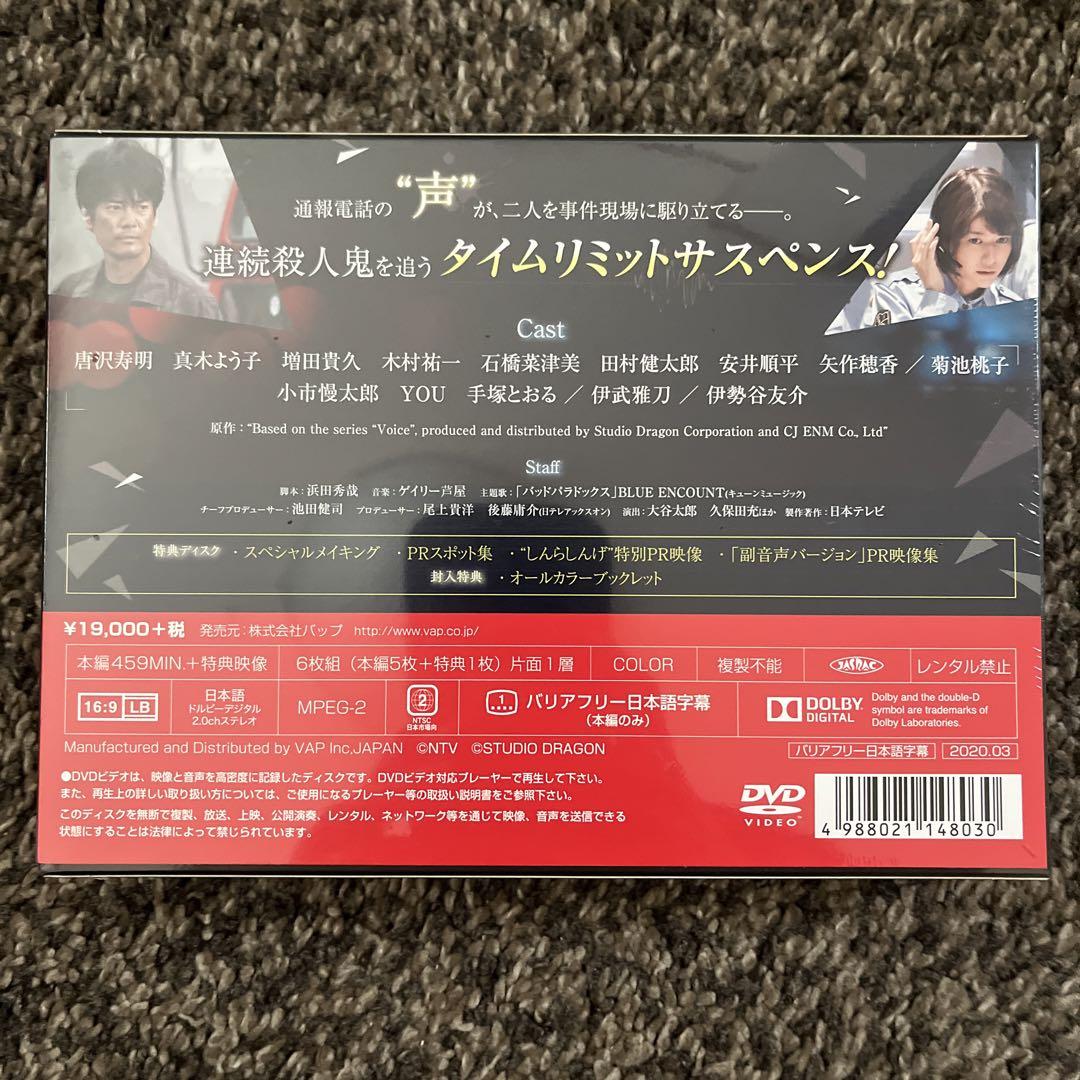 通報電話の“声”が、二人を事件現場に駆り立てる──。
連続殺人鬼を追うタイムリミットサスペンス!
Cast
唐沢寿明 真木よう子 増田貴久 木村祐一 石橋菜津美 田村健太郎 安井順平 矢作穂香／菊池桃子
小市慢太郎 YOU 手塚とおる／伊武雅刀／伊勢谷友介
原作：“Based on the series “Voice”, produced and distributed by Studio Dragon Corporation and CJ ENM Co., Ltd”
Staff
脚本：浜田秀哉 音楽：ゲイリー芦屋 主題歌：「バッドパラドックス」BLUE ENCOUNT(キューンミュージック)
チーフプロデューサー：池田健司 プロデューサー：尾上貴洋 後藤庸介(日テレアックスオン) 演出：大谷太郎 久保田充ほか 製作著作：日本テレビ
特典ディスク ・スペシャルメイキング ・PRスポット集 ・“しんらしんげ”特別PR映像 ・「副音声バージョン」PR映像集
封入特典 ・オールカラーブックレット
¥19,000+税 発売元：株式会社バップ http://www.vap.co.jp/
本編459MIN.+特典映像 6枚組（本編5枚+特典1枚）片面1層 COLOR 複製不能 JASRAC レンタル禁止
16:9 LB 日本語 ドルビーデジタル 2.0chステレオ MPEG-2 2 NTSC 日本市場向 バリアフリー日本語字幕 (本編のみ) DOLBY DIGITAL Dolby and the double-D symbol are trademarks of Dolby Laboratories.
Manufactured and Distributed by VAP Inc,JAPAN ©NTV ©STUDIO DRAGON バリアフリー日本語字幕 2020.03
●DVDビデオは、映像と音声を高密度に記録したディスクです。DVDビデオ対応プレーヤーで再生して下さい。
また、再生上の詳しい取り扱い方については、ご使用になるプレーヤー等の取扱い説明書をご参照下さい。
このディスクを無断で複製、放送、上映、公開演奏、レンタル、ネットワーク等を通じて映像、音声を送信できる
状態にすることは法律によって禁じられています。
DVD VIDEO
4 988021 148030